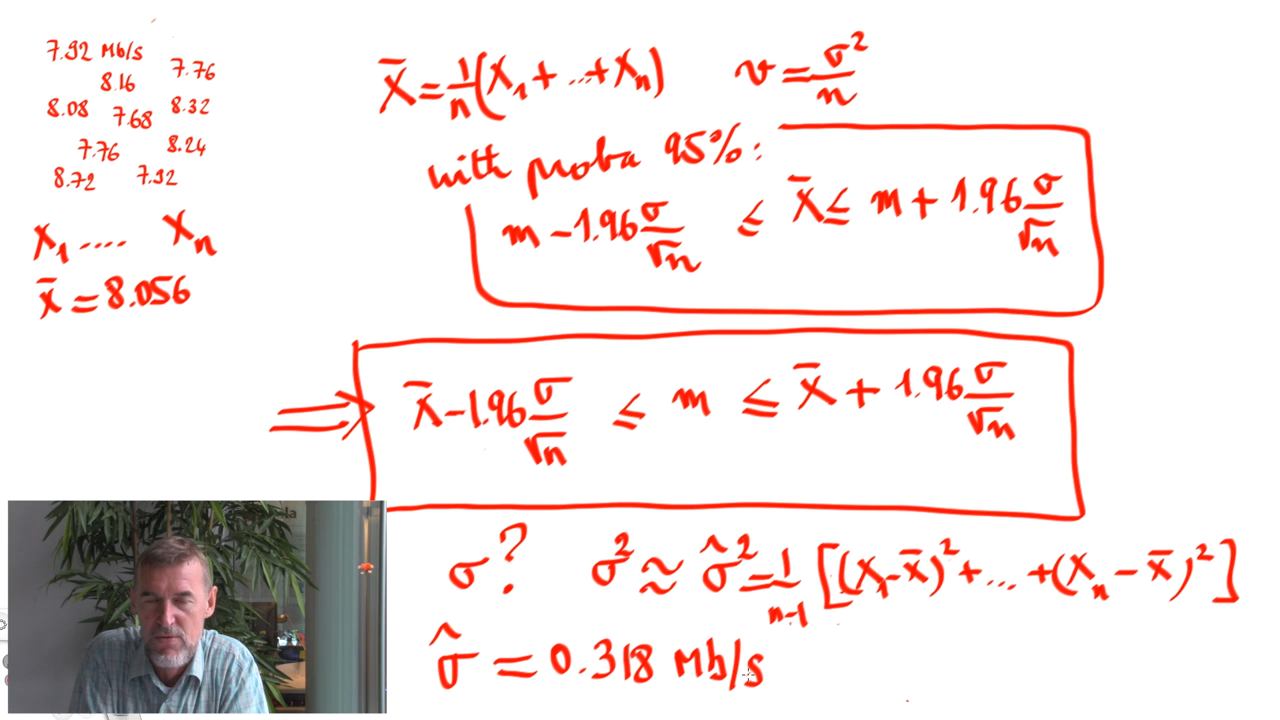 7.92 Mb/s
8.16 7.76
8.08 7.68 8.32
7.76 8.24
8.72 7.92
X₁ .... Xₙ
X̄ = 8.056
X̄ = 1/n (X₁ + ... + Xₙ) v = σ²/n
with proba 95%:
m - 1.96 σ/√n ≤ X̄ ≤ m + 1.96 σ/√n
⇒ X̄ - 1.96 σ/√n ≤ m ≤ X̄ + 1.96 σ/√n
σ? σ² ≈ σ̂² = 1/(n-1) [(X₁ - X̄)² + ... + (Xₙ - X̄)²]
σ̂ = 0.318 Mb/s